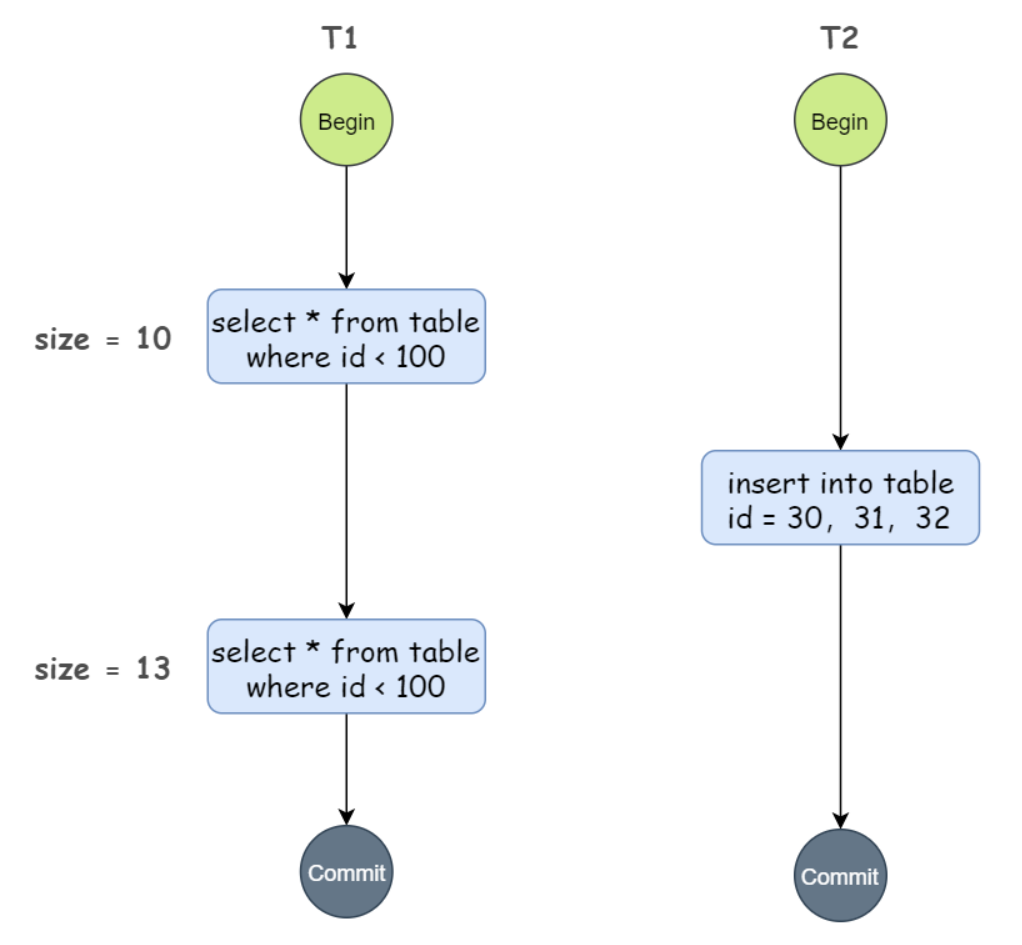 T1
T2
Begin
Begin
select * from table
where id < 100
size = 10
insert into table
id = 30, 31, 32
select * from table
where id < 100
size = 13
Commit
Commit